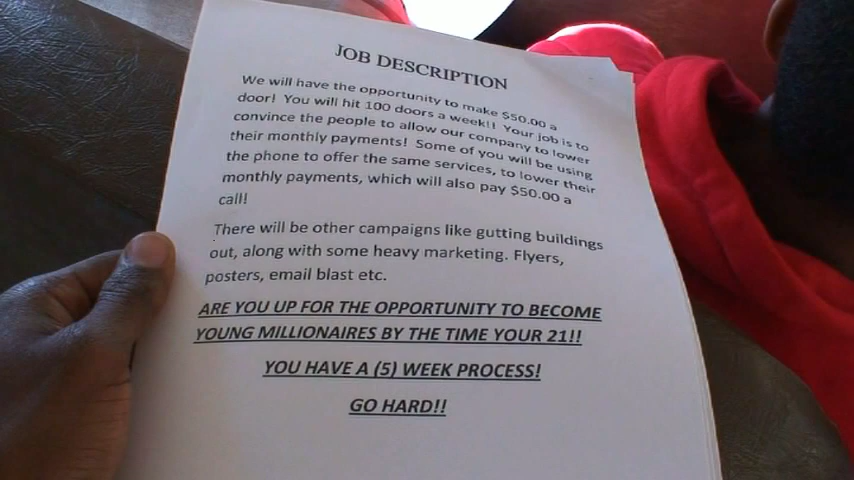 JOB DESCRIPTION
We will have the opportunity to make $50.00 a
door! You will hit 100 doors a week!! Your job is to
convince the people to allow our company to lower
their monthly payments! Some of you will be using
the phone to offer the same services, to lower their
monthly payments, which will also pay $50.00 a
call!
There will be other campaigns like gutting buildings
out, along with some heavy marketing. Flyers,
posters, email blast etc.
ARE YOU UP FOR THE OPPORTUNITY TO BECOME
YOUNG MILLIONAIRES BY THE TIME YOUR 21!!
YOU HAVE A (5) WEEK PROCESS!
GO HARD!!